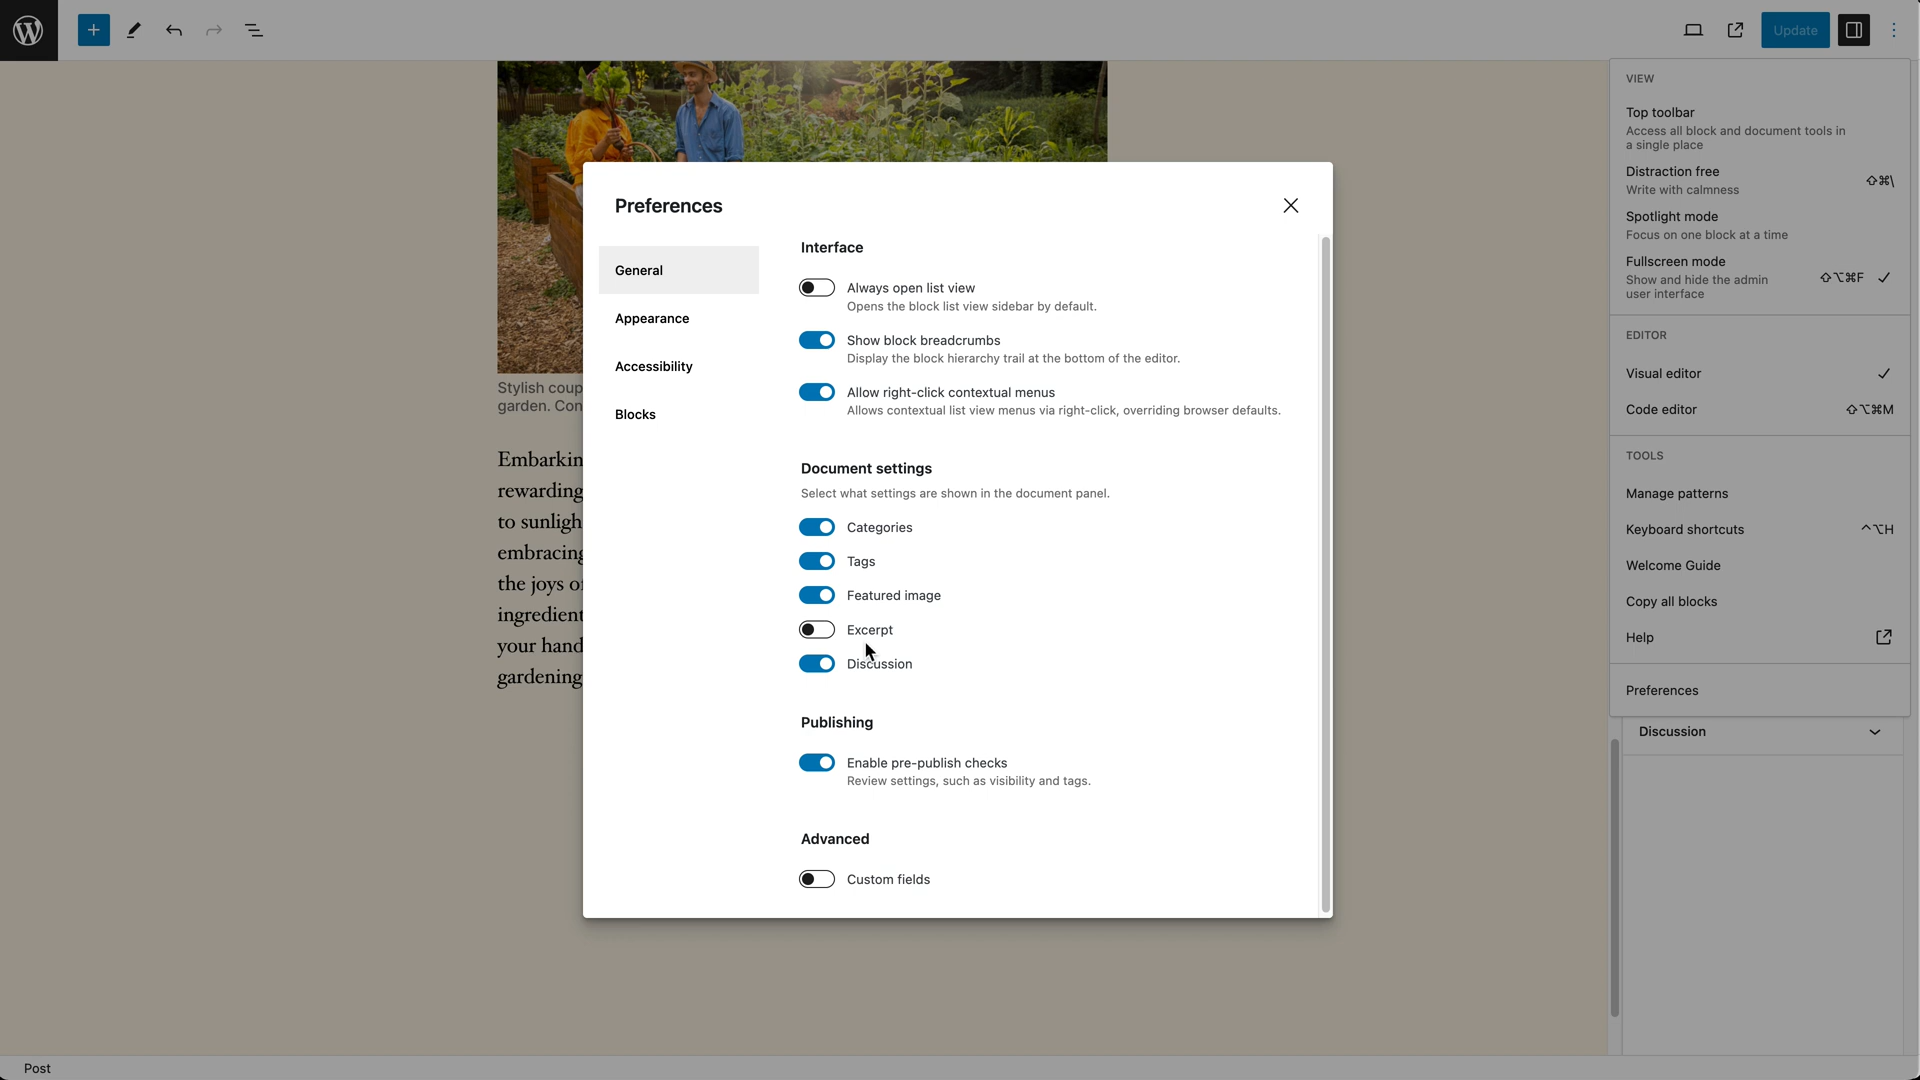 Update
VIEW
Top toolbar
Access all block and document tools in
a single place
Distraction free
Write with calmness
⇧⌘\
Spotlight mode
Focus on one block at a time
Fullscreen mode
Show and hide the admin
user interface
⇧⌥⌘F
EDITOR
Visual editor
Code editor
⇧⌥⌘M
TOOLS
Manage patterns
Keyboard shortcuts
^⌥H
Welcome Guide
Copy all blocks
Help
Preferences
Discussion
Preferences
General
Appearance
Accessibility
Blocks
Interface
Always open list view
Opens the block list view sidebar by default.
Show block breadcrumbs
Display the block hierarchy trail at the bottom of the editor.
Allow right-click contextual menus
Allows contextual list view menus via right-click, overriding browser defaults.
Document settings
Select what settings are shown in the document panel.
Categories
Tags
Featured image
Excerpt
Discussion
Publishing
Enable pre-publish checks
Review settings, such as visibility and tags.
Advanced
Custom fields
Stylish coup
garden. Con
Embarkin
rewarding
to sunligh
embracing
the joys o
ingredient
your hand
gardening
Post